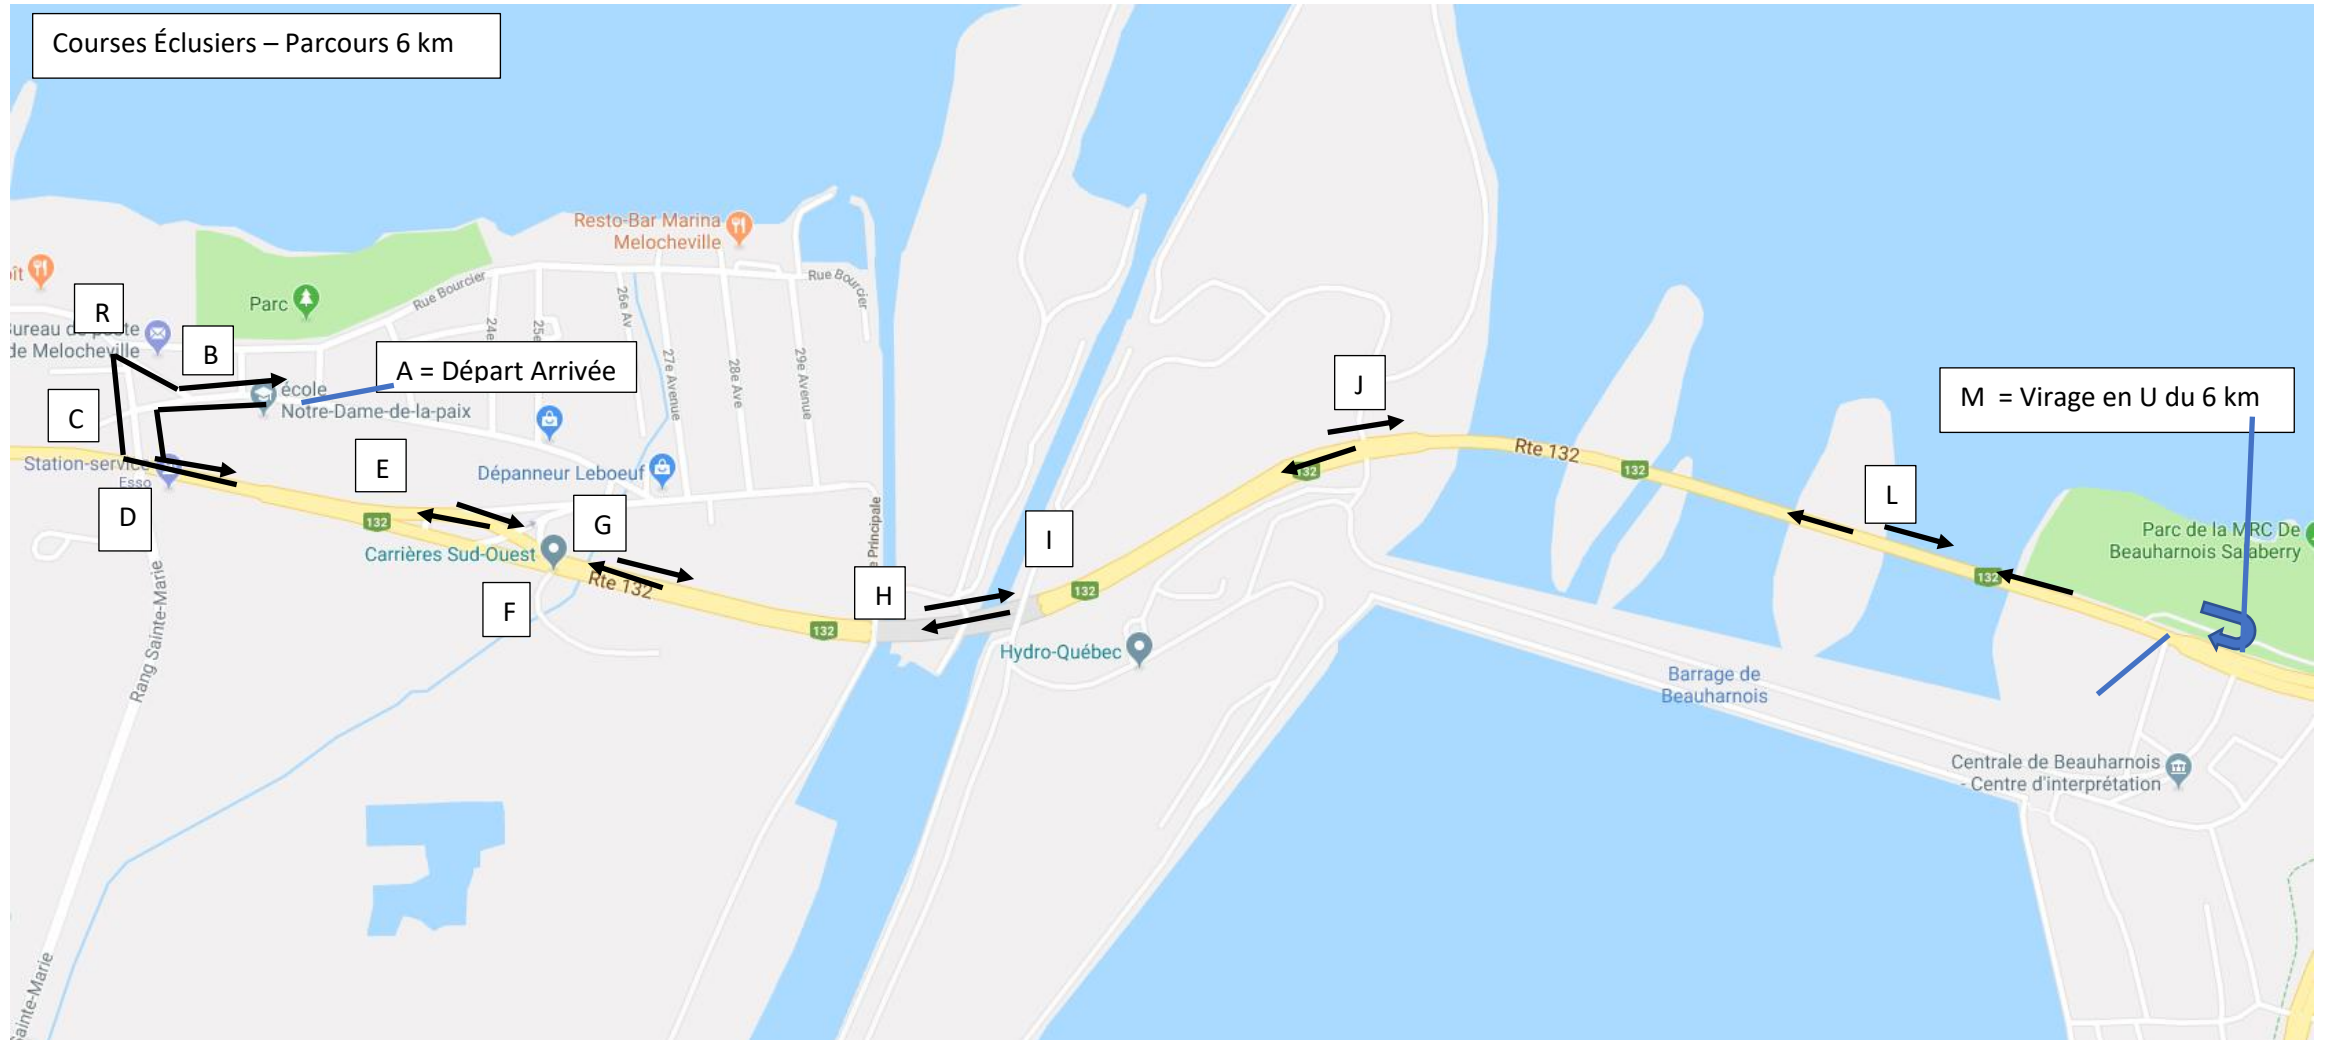 Courses Éclusiers – Parcours 6 km
Resto-Bar Marina
Melocheville
Rue Bourcier
Rue Bourcier
Parc
R
de Melocheville
B
A = Départ Arrivée
école
Notre-Dame-de-la-paix
24e
25e
26e Av
27e Avenue
28e Ave
29e Avenue
J
M = Virage en U du 6 km
C
Station-service
Esso
E
Dépanneur Leboeuf
D
132
G
Carrières Sud-Ouest
Rte 132
F
Principale
H
132
I
132
132
Rte 132
132
L
132
Parc de la MRC De
Beauharnois Salaberry
Hydro-Québec
Barrage de
Beauharnois
Centrale de Beauharnois
- Centre d'interprétation
Rang Sainte-Marie
Sainte-Marie